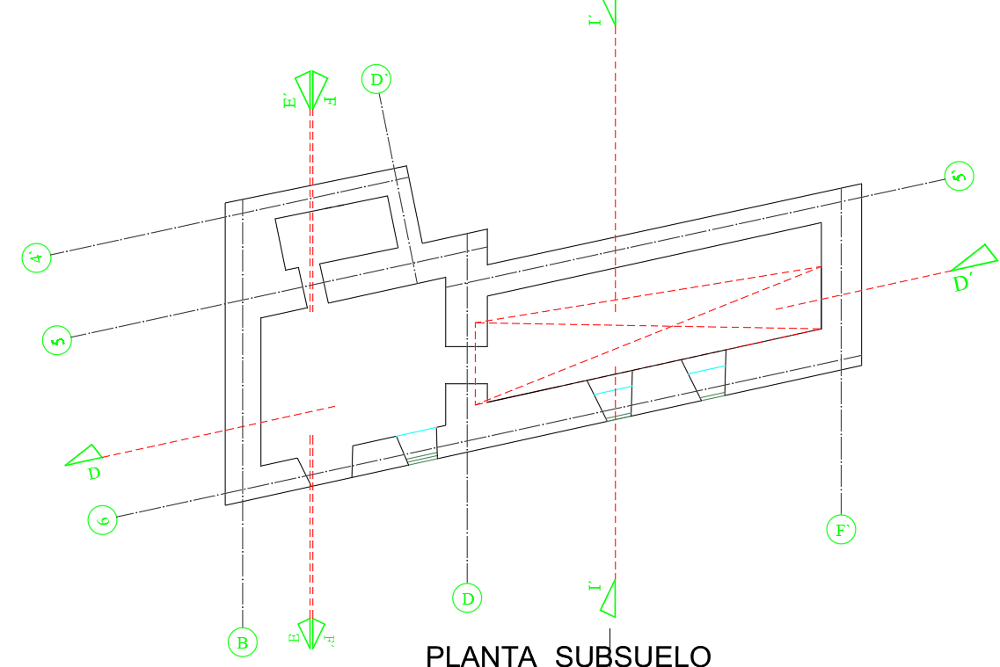 I'
D`
E' F
5`
4`
D'
5
D
6
F`
I'
D
B
E F'
PLANTA SUBSUELO